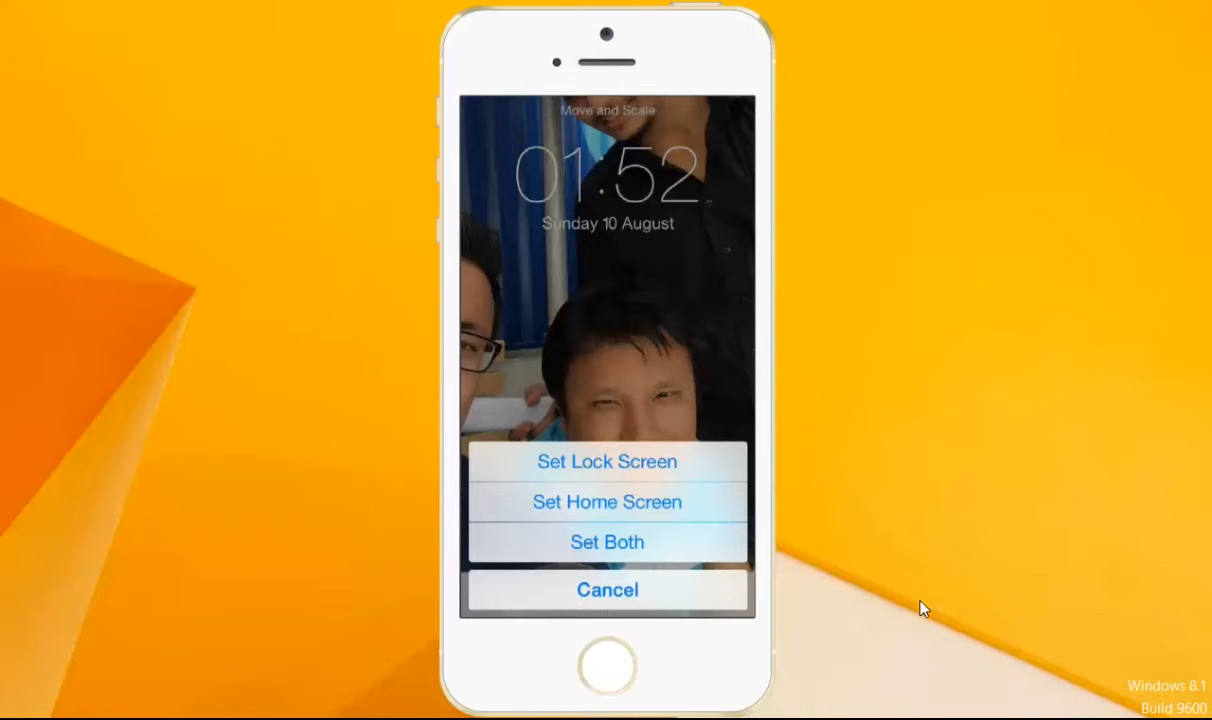 Move and Scale
01:52
Sunday 10 August
Set Lock Screen
Set Home Screen
Set Both
Cancel
Windows 8.1
Build 9600